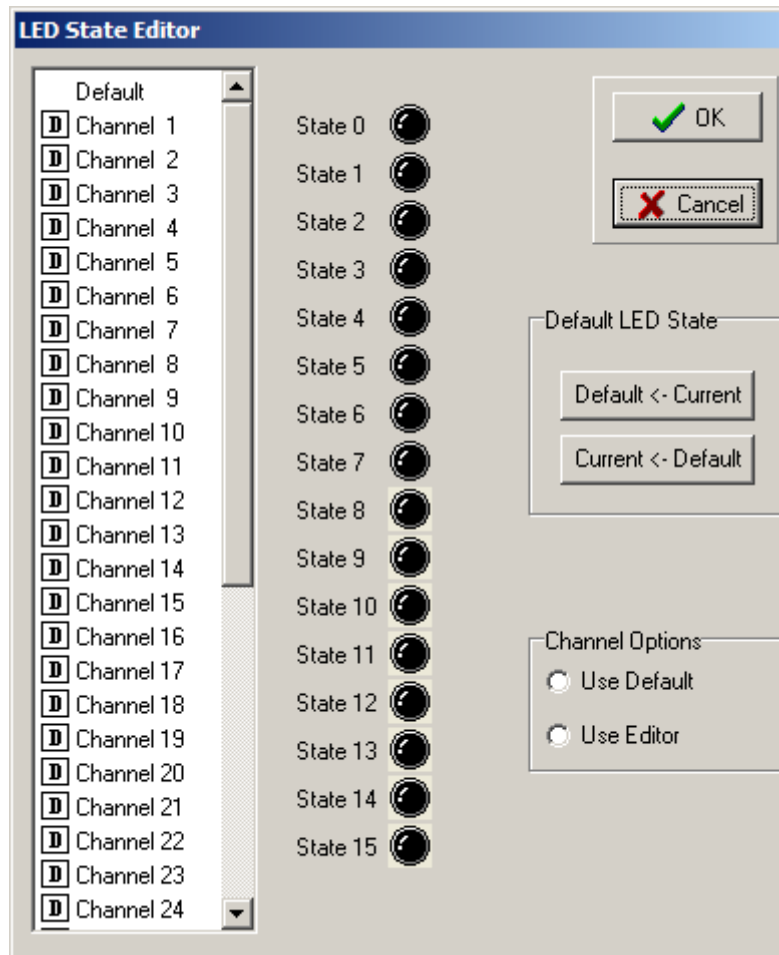 LED State Editor
Default
D Channel 1
D Channel 2
D Channel 3
D Channel 4
D Channel 5
D Channel 6
D Channel 7
D Channel 8
D Channel 9
D Channel 10
D Channel 11
D Channel 12
D Channel 13
D Channel 14
D Channel 15
D Channel 16
D Channel 17
D Channel 18
D Channel 19
D Channel 20
D Channel 21
D Channel 22
D Channel 23
D Channel 24
State 0
State 1
State 2
State 3
State 4
State 5
State 6
State 7
State 8
State 9
State 10
State 11
State 12
State 13
State 14
State 15
OK
Cancel
Default LED State
Default <- Current
Current <- Default
Channel Options
Use Default
Use Editor